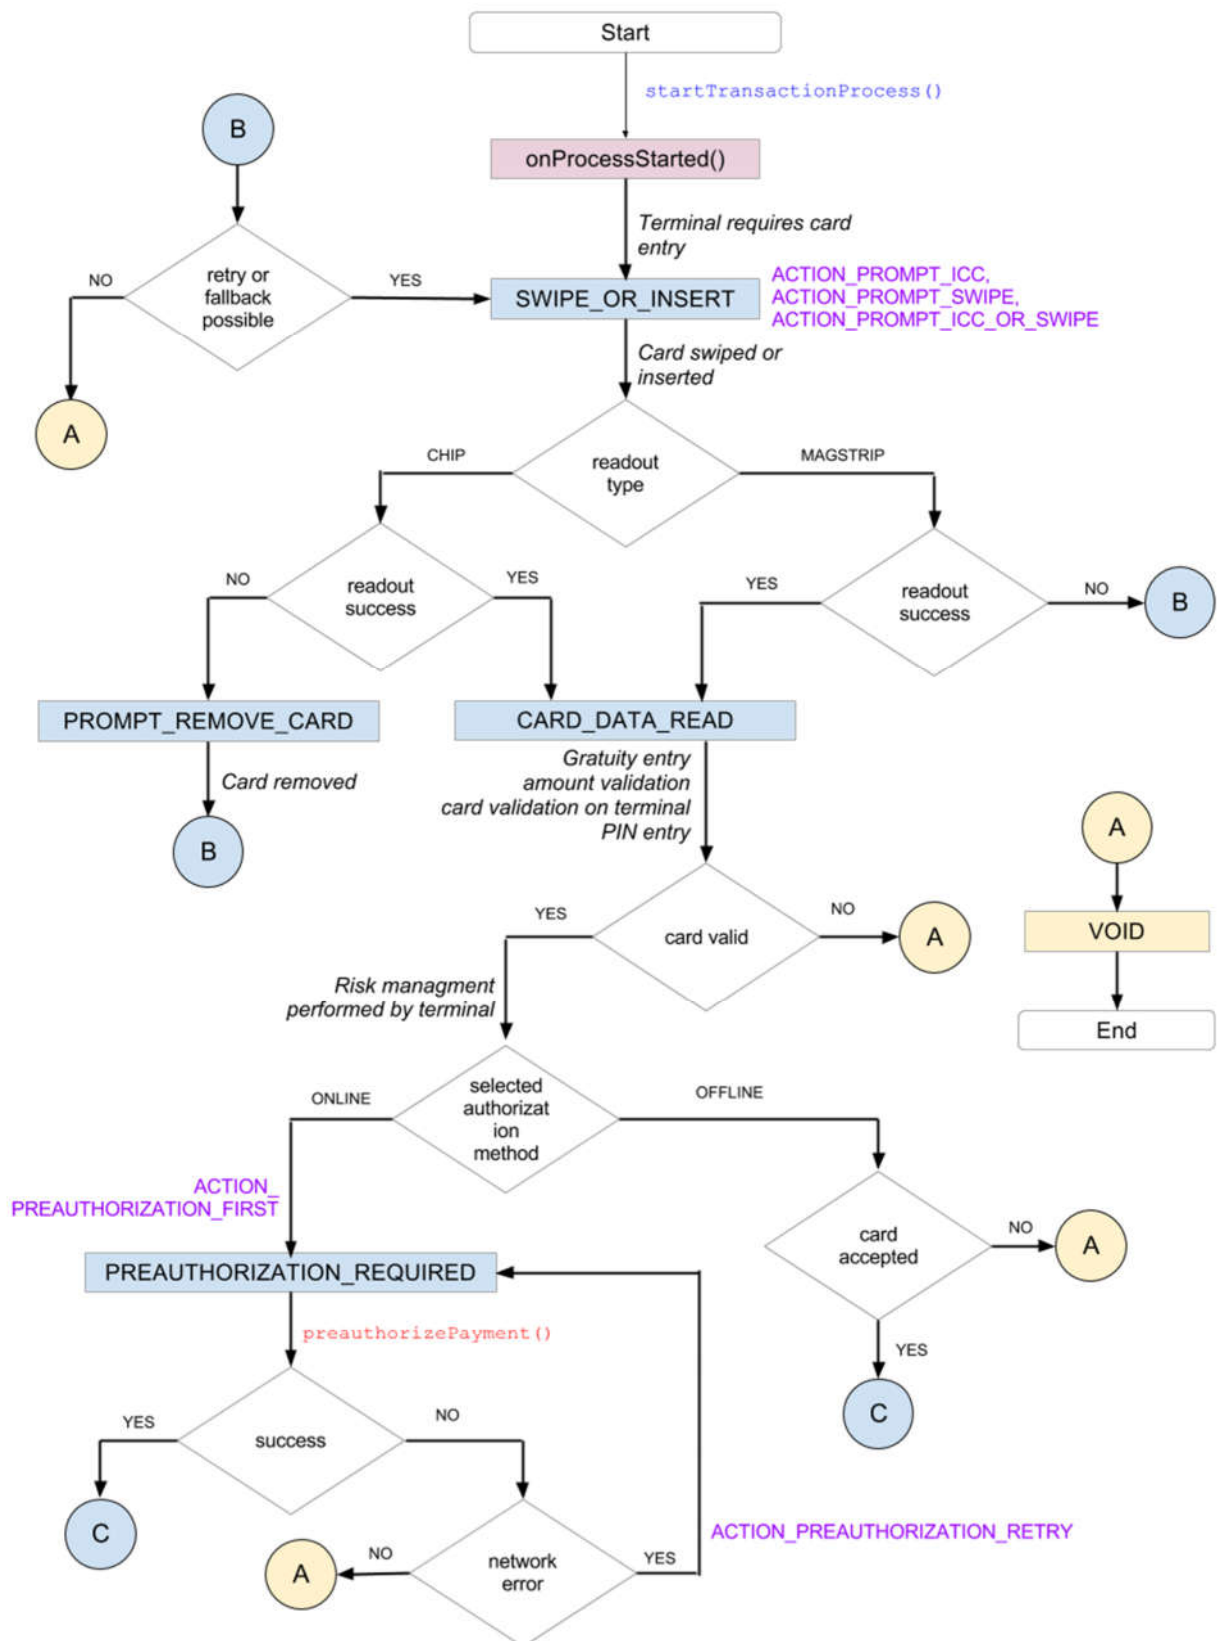 Start
startTransactionProcess()
B
onProcessStarted()
Terminal requires card
entry
NO
retry or
fallback
possible
YES
SWIPE_OR_INSERT
ACTION_PROMPT_ICC,
ACTION_PROMPT_SWIPE,
ACTION_PROMPT_ICC_OR_SWIPE
Card swiped or
inserted
A
CHIP
readout
type
MAGSTRIP
NO
readout
success
YES
YES
readout
success
NO
B
PROMPT_REMOVE_CARD
CARD_DATA_READ
Card removed
Gratuity entry
amount validation
card validation on terminal
PIN entry
B
A
YES
card valid
NO
A
VOID
End
Risk managment
performed by terminal
ONLINE
selected
authorizat
ion
method
OFFLINE
ACTION_
PREAUTHORIZATION_FIRST
card
accepted
NO
A
PREAUTHORIZATION_REQUIRED
preauthorizePayment()
YES
C
YES
success
NO
C
ACTION_PREAUTHORIZATION_RETRY
A
NO
network
error
YES